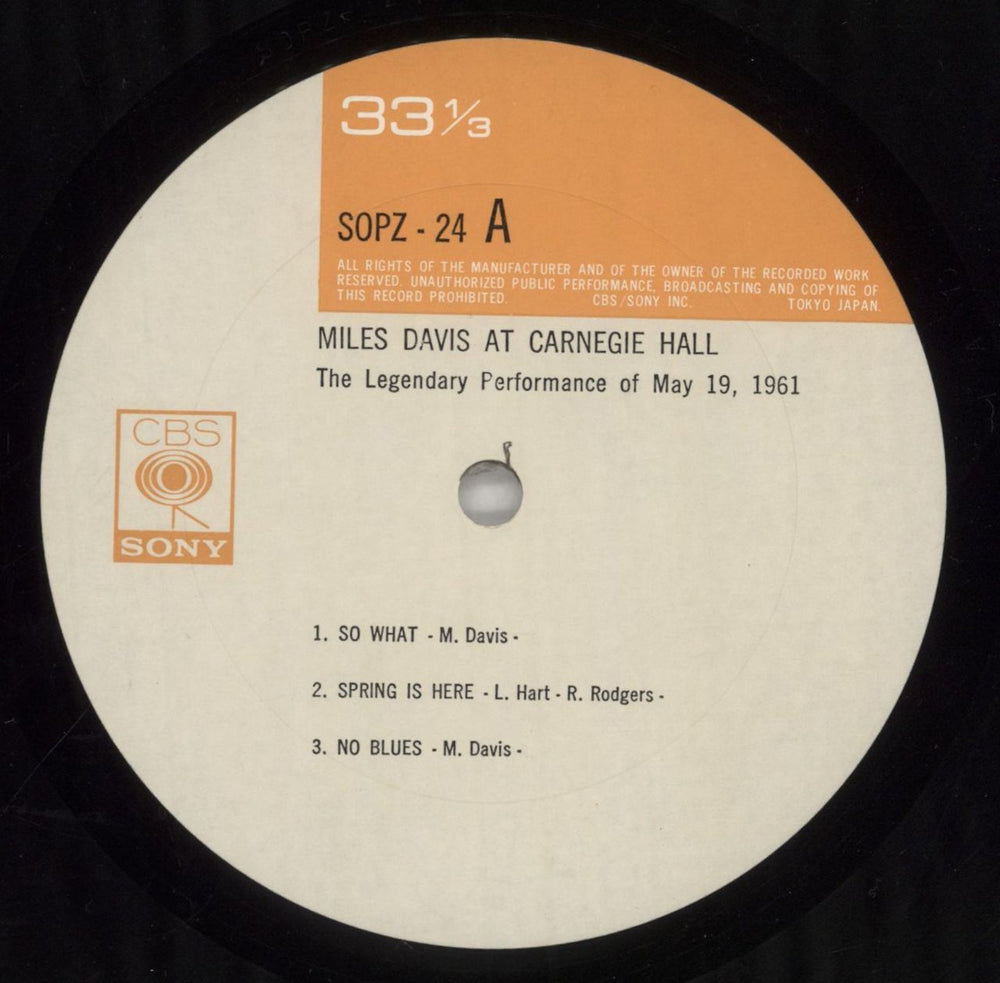 33 1/3
SOPZ - 24 A
ALL RIGHTS OF THE MANUFACTURER AND OF THE OWNER OF THE RECORDED WORK
RESERVED. UNAUTHORIZED PUBLIC PERFORMANCE, BROADCASTING AND COPYING OF
THIS RECORD PROHIBITED. CBS/SONY INC. TOKYO JAPAN.
MILES DAVIS AT CARNEGIE HALL
The Legendary Performance of May 19, 1961
CBS
SONY
1. SO WHAT - M. Davis -
2. SPRING IS HERE - L. Hart - R. Rodgers -
3. NO BLUES - M. Davis -